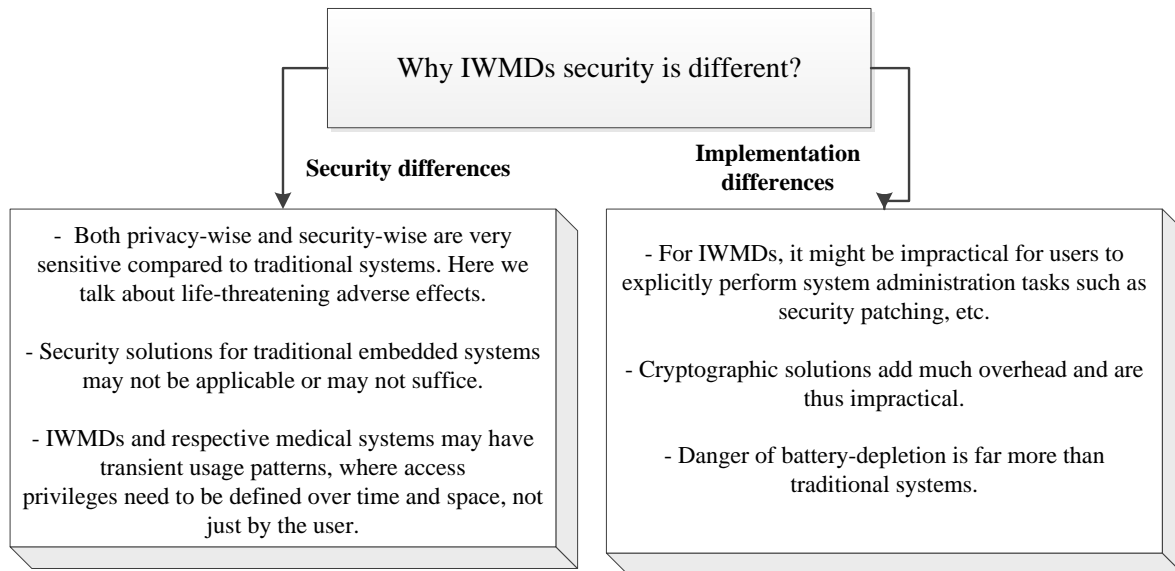 Why IWMDs security is different?
Security differences
Implementation
differences
- Both privacy-wise and security-wise are very
sensitive compared to traditional systems. Here we
talk about life-threatening adverse effects.
- Security solutions for traditional embedded systems
may not be applicable or may not suffice.
- IWMDs and respective medical systems may have
transient usage patterns, where access
privileges need to be defined over time and space, not
just by the user.
- For IWMDs, it might be impractical for users to
explicitly perform system administration tasks such as
security patching, etc.
- Cryptographic solutions add much overhead and are
thus impractical.
- Danger of battery-depletion is far more than
traditional systems.